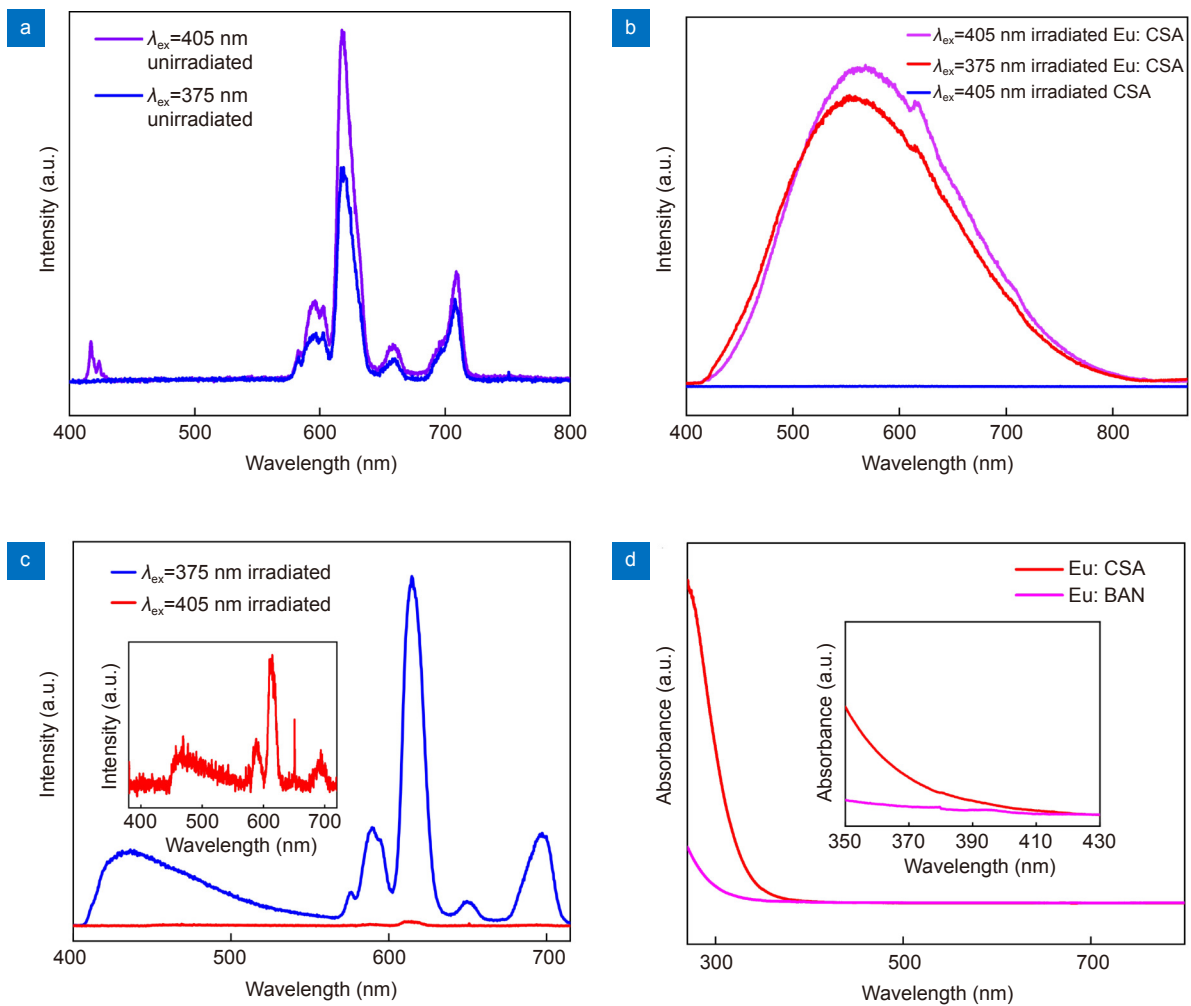 a
λex=405 nm
unirradiated
λex=375 nm
unirradiated
Intensity (a.u.)
400 500 600 700 800
Wavelength (nm)
b
λex=405 nm irradiated Eu: CSA
λex=375 nm irradiated Eu: CSA
λex=405 nm irradiated CSA
Intensity (a.u.)
400 500 600 700 800
Wavelength (nm)
c
λex=375 nm irradiated
λex=405 nm irradiated
Intensity (a.u.)
Intensity (a.u.)
400 500 600 700
Wavelength (nm)
400 500 600 700
Wavelength (nm)
d
Eu: CSA
Eu: BAN
Absorbance (a.u.)
Absorbance (a.u.)
350 370 390 410 430
Wavelength (nm)
300 500 700
Wavelength (nm)